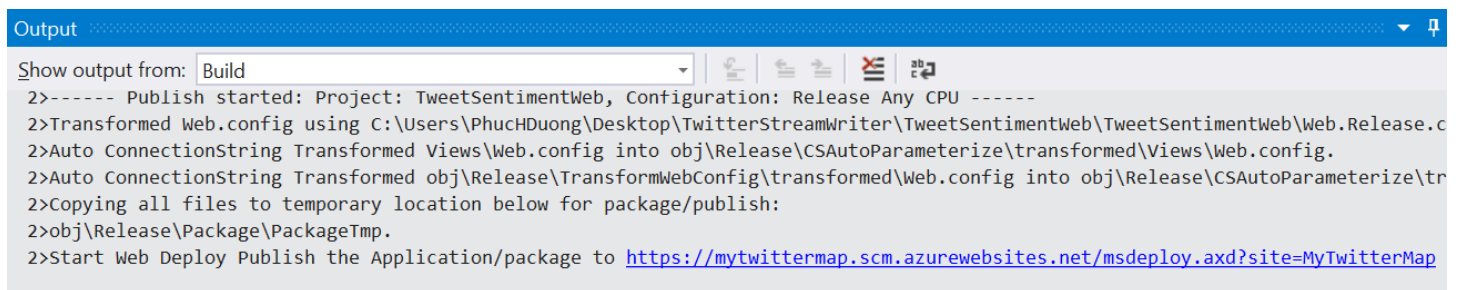 Output
Show output from: Build
2>------ Publish started: Project: TweetSentimentWeb, Configuration: Release Any CPU ------
2>Transformed Web.config using C:\Users\PhucHDuong\Desktop\TwitterStreamWriter\TweetSentimentWeb\TweetSentimentWeb\Web.Release.c
2>Auto ConnectionString Transformed Views\Web.config into obj\Release\CSAutoParameterize\transformed\Views\Web.config.
2>Auto ConnectionString Transformed obj\Release\TransformWebConfig\transformed\Web.config into obj\Release\CSAutoParameterize\tr
2>Copying all files to temporary location below for package/publish:
2>obj\Release\Package\PackageTmp.
2>Start Web Deploy Publish the Application/package to https://mytwittermap.scm.azurewebsites.net/msdeploy.axd?site=MyTwitterMap